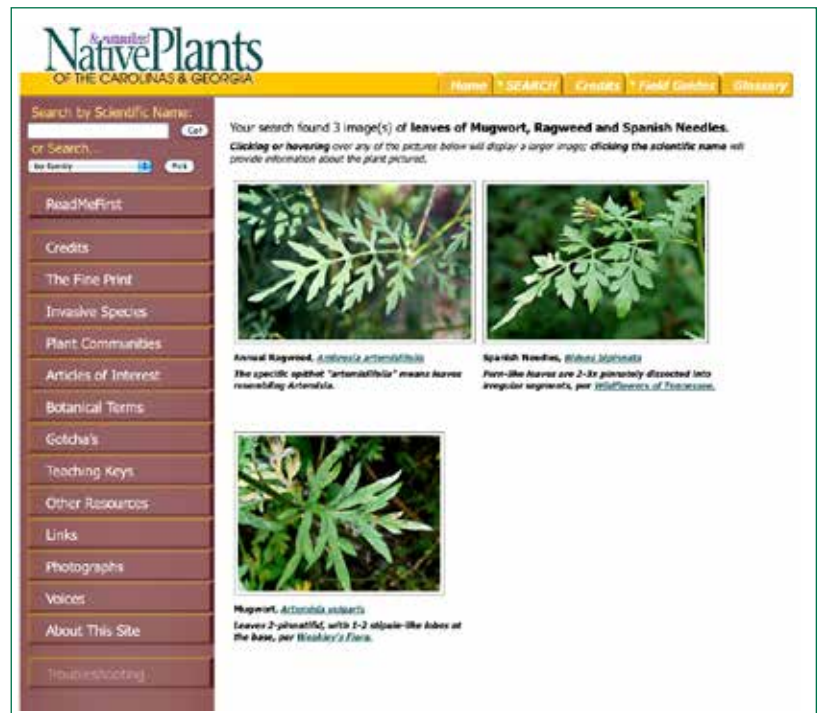 & naturalized
NativePlants
OF THE CAROLINAS & GEORGIA
Home SEARCH Credits Field Guides Glossary
Search by Scientific Name:
Go!
or Search...
by family Pick
ReadMeFirst
Credits
The Fine Print
Invasive Species
Plant Communities
Articles of Interest
Botanical Terms
Gotcha's
Teaching Keys
Other Resources
Links
Photographs
Voices
About This Site
Troubleshooting
Your search found 3 image(s) of leaves of Mugwort, Ragweed and Spanish Needles.
Clicking or hovering over any of the pictures below will display a larger image; clicking the scientific name will
provide information about the plant pictured.
Annual Ragweed, Ambrosia artemisiifolia
The specific epithet "artemisiifolia" means leaves
resembling Artemisia.
Spanish Needles, Bidens bipinnata
Fern-like leaves are 2-3x pinnately dissected into
irregular segments, per Wildflowers of Tennessee.
Mugwort, Artemisia vulgaris
Leaves 2-pinnatifid, with 1-2 stipule-like lobes at
the base, per Weakley's Flora.